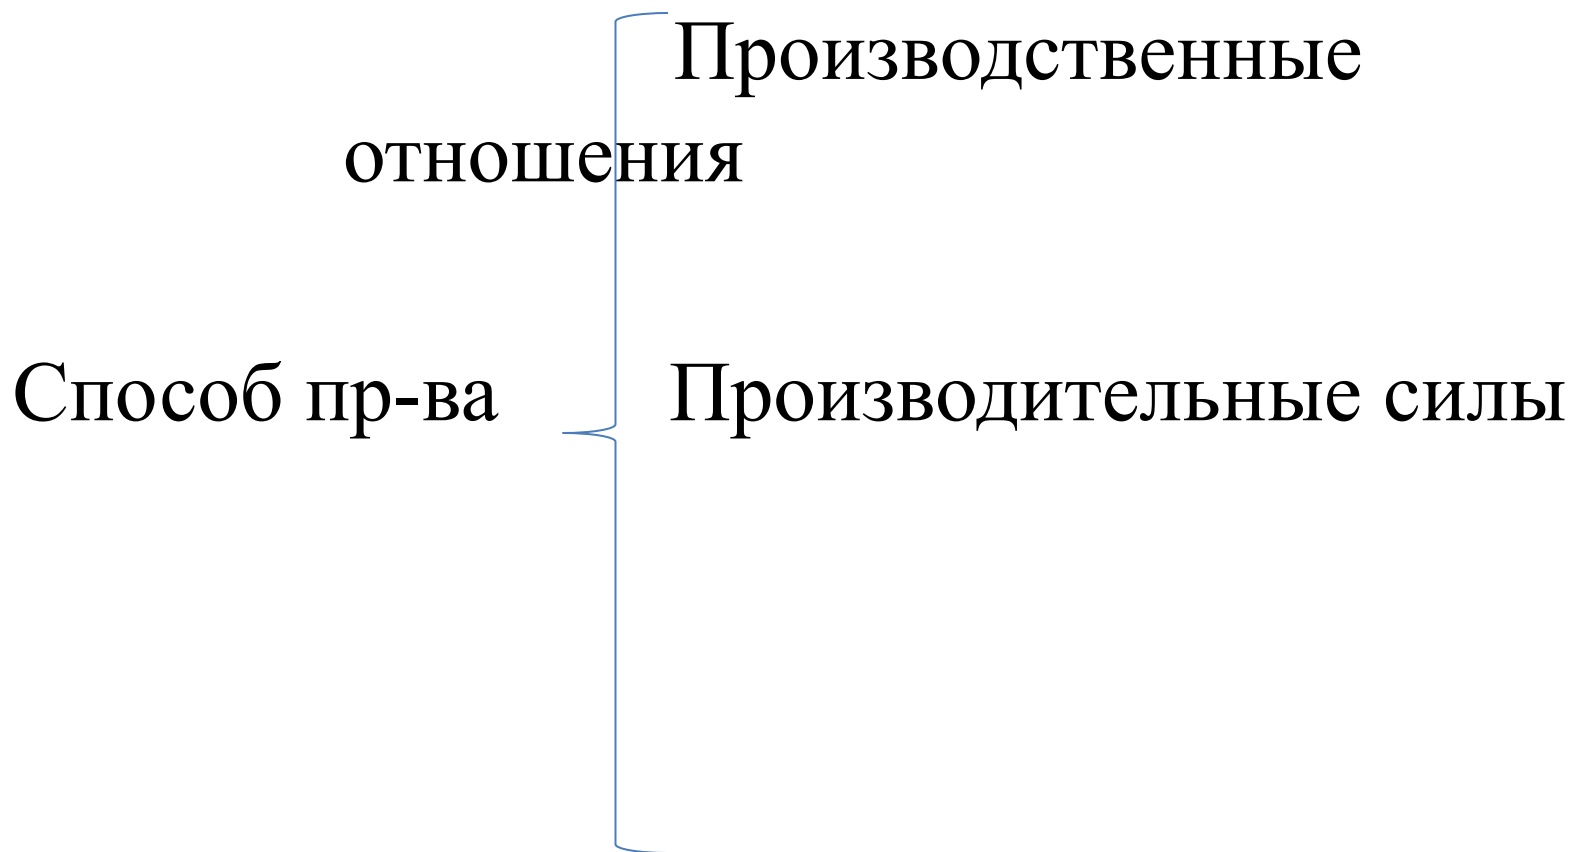 Производственные
отношения
Способ пр-ва Производительные силы